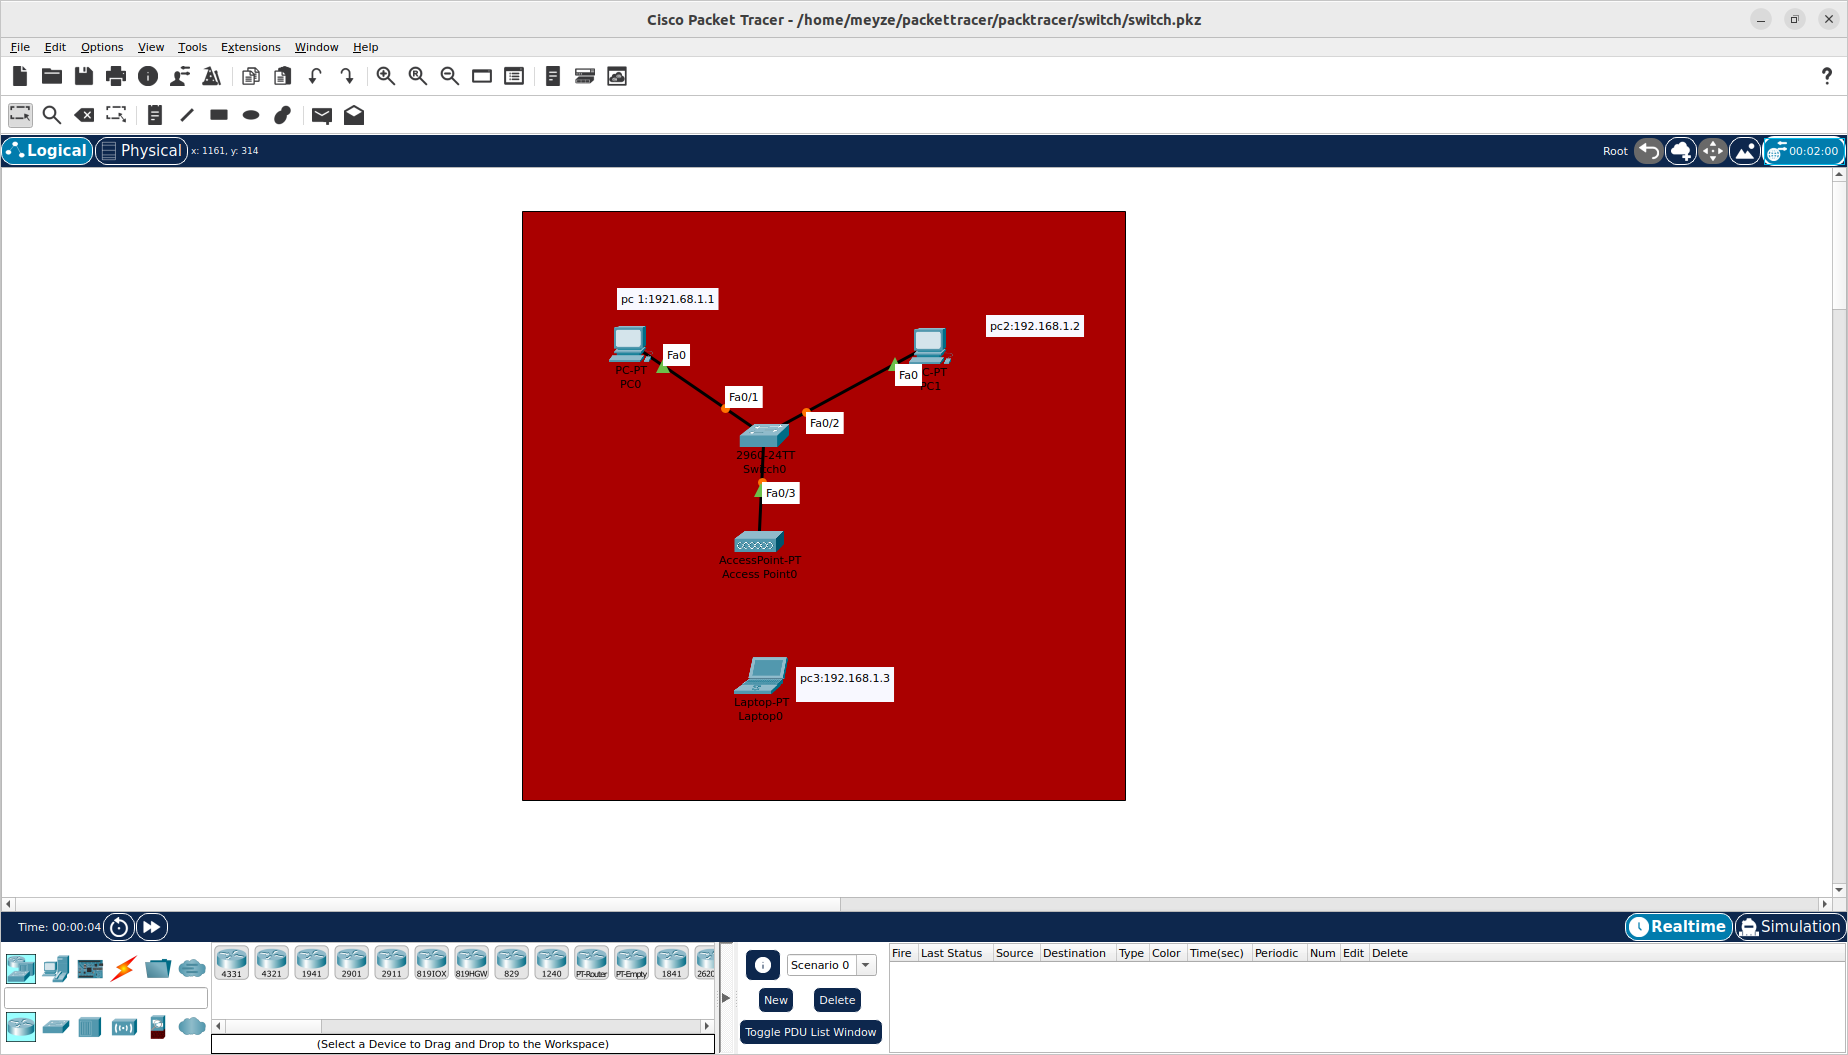 Cisco Packet Tracer - /home/meyze/packettracer/packtracer/switch/switch.pkz
File Edit Options View Tools Extensions Window Help
?
Logical
Physical
x: 1161, y: 314
Root
00:02:00
pc 1:1921.68.1.1
pc2:192.168.1.2
Fa0
PC-PT
PC0
Fa0
C-PT
PC1
Fa0/1
Fa0/2
2960-24TT
Switch0
Fa0/3
AccessPoint-PT
Access Point0
pc3:192.168.1.3
Laptop-PT
Laptop0
Time: 00:00:04
Realtime
Simulation
4331 4321 1941 2901 2911 819IOX 819HGW 829 1240 PT-Router PT-Empty 1841 262
(Select a Device to Drag and Drop to the Workspace)
Scenario 0
New
Delete
Toggle PDU List Window
Fire Last Status Source Destination Type Color Time(sec) Periodic Num Edit Delete